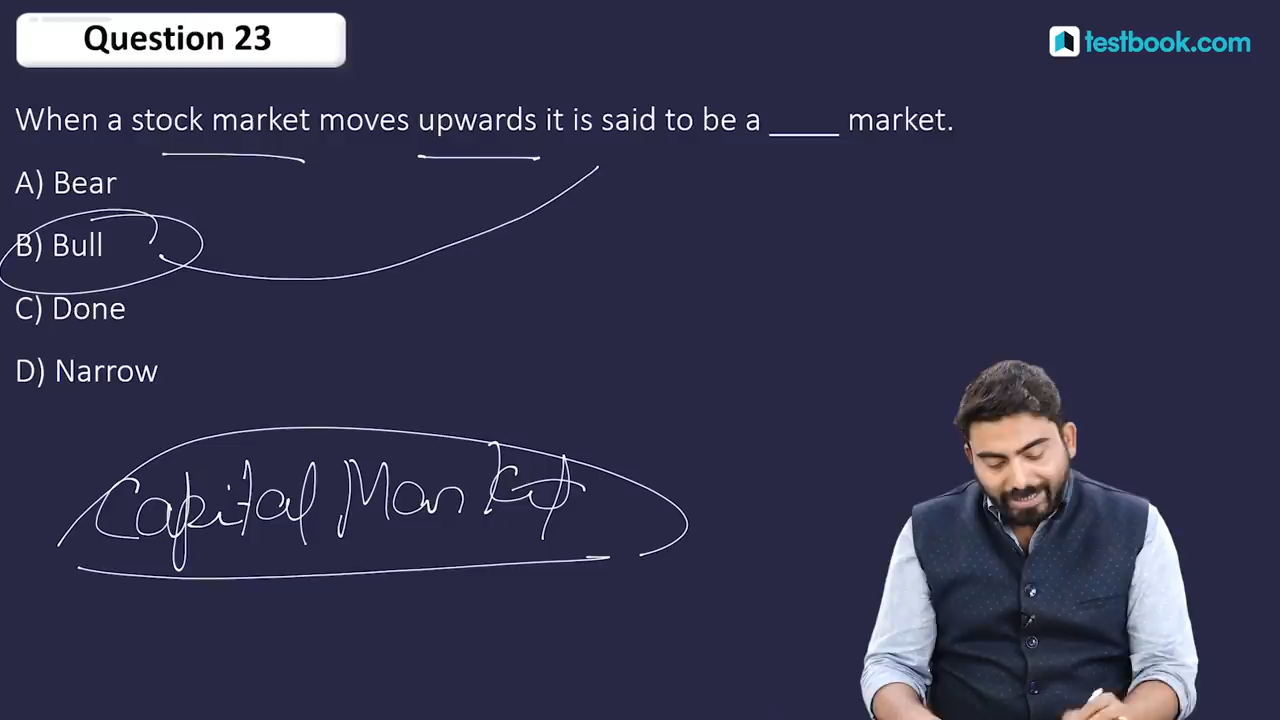 Question 23
testbook.com
When a stock market moves upwards it is said to be a ____ market.
A) Bear
B) Bull
C) Done
D) Narrow
Capital Market